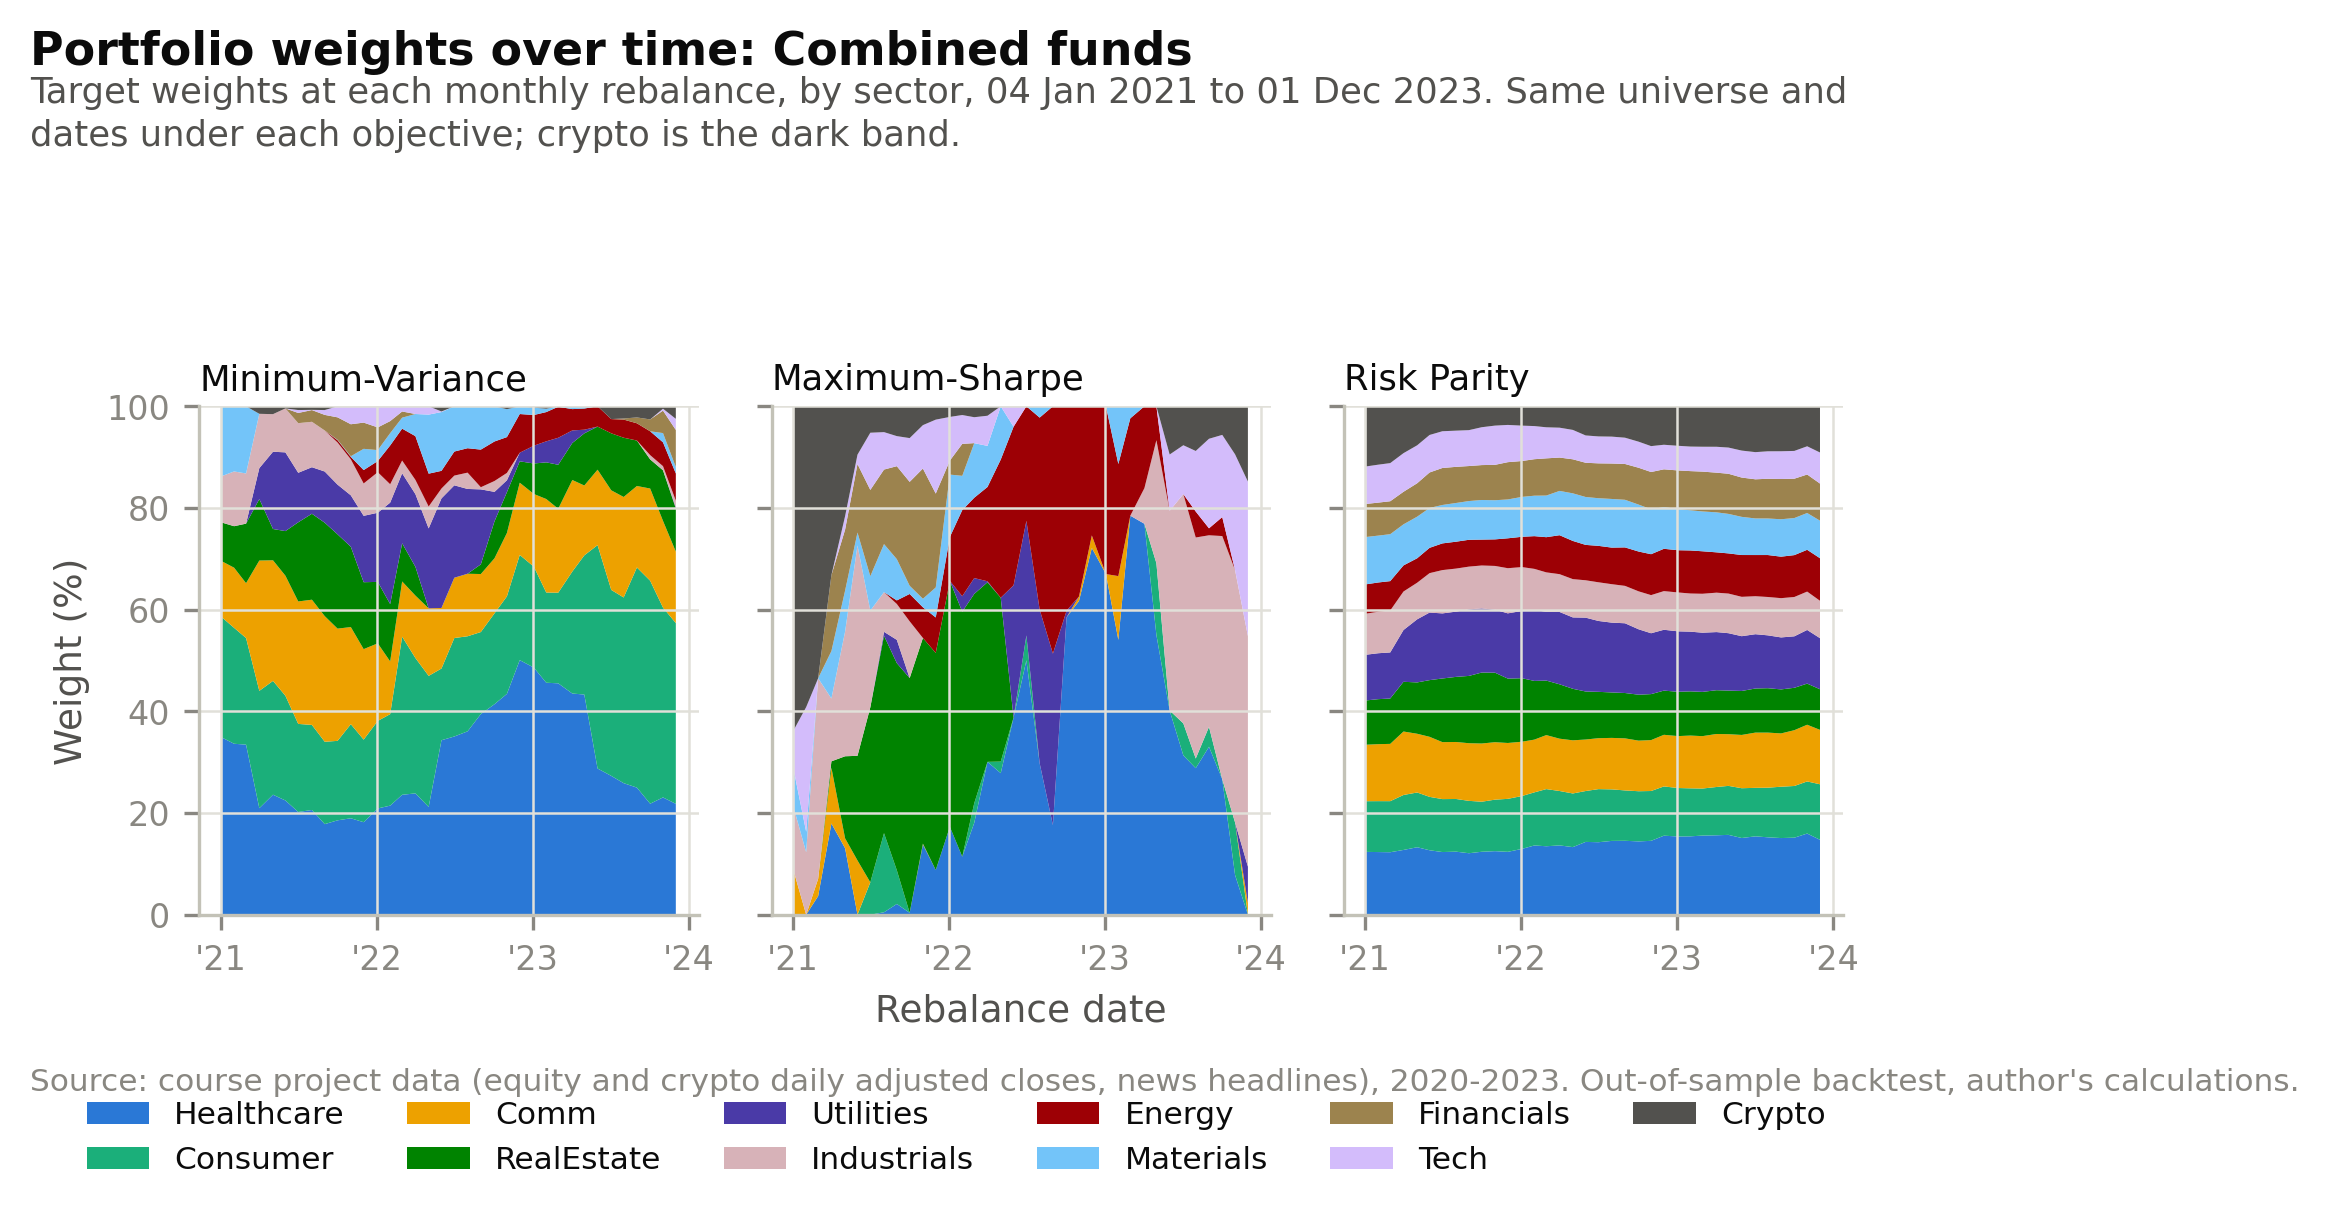 Portfolio weights over time: Combined funds
Target weights at each monthly rebalance, by sector, 04 Jan 2021 to 01 Dec 2023. Same universe and
dates under each objective; crypto is the dark band.
Minimum-Variance
Maximum-Sharpe
Risk Parity
Weight (%)
100
80
60
40
20
0
'21 '22 '23 '24
'21 '22 '23 '24
'21 '22 '23 '24
Rebalance date
Source: course project data (equity and crypto daily adjusted closes, news headlines), 2020-2023. Out-of-sample backtest, author's calculations.
Healthcare Comm Utilities Energy Financials Crypto
Consumer RealEstate Industrials Materials Tech